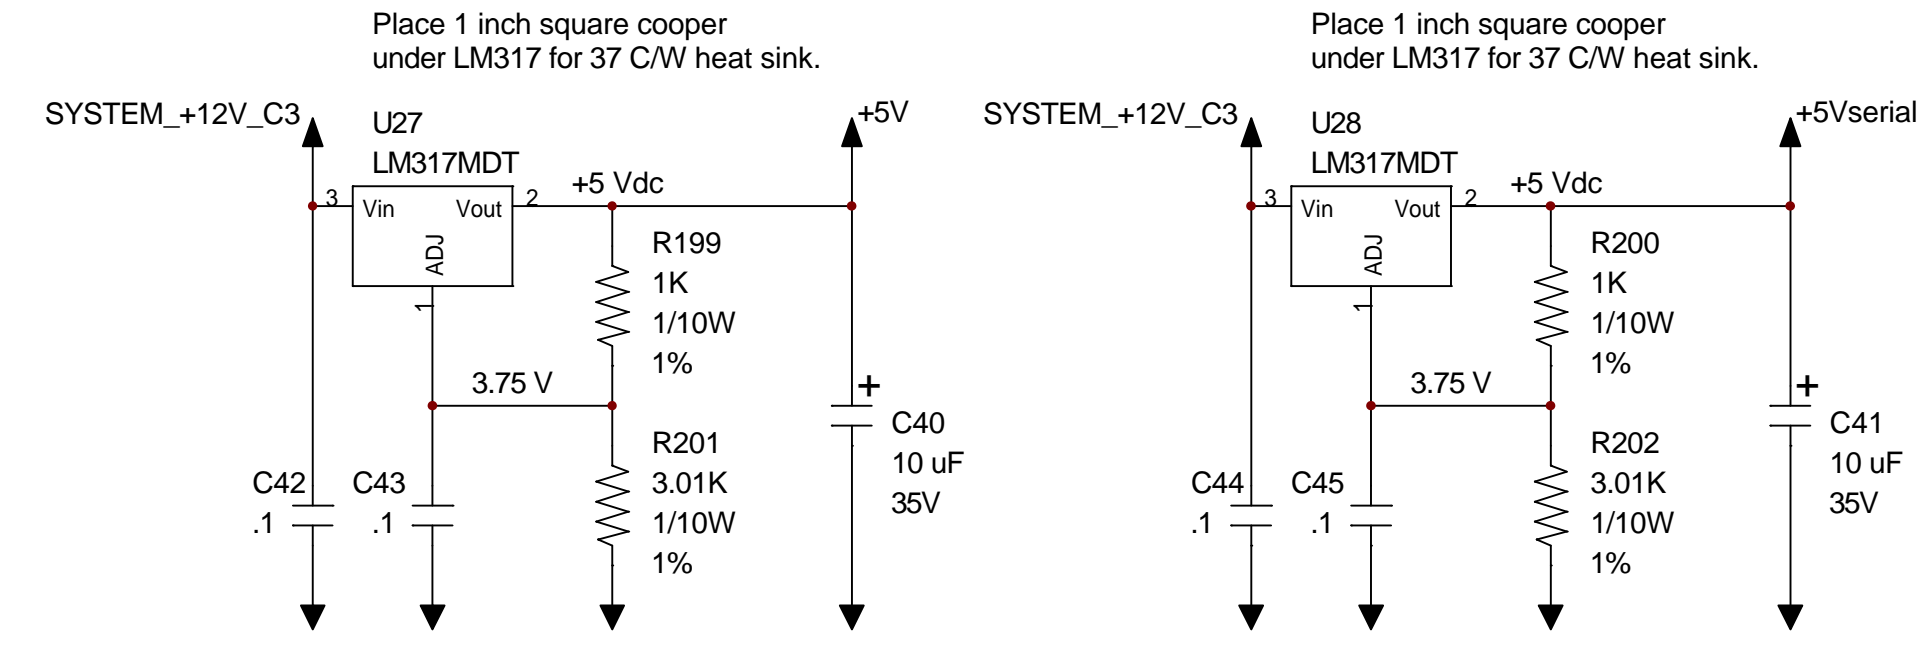 Place 1 inch square cooper
under LM317 for 37 C/W heat sink.
SYSTEM_+12V_C3
U27
LM317MDT
+5V
+5 Vdc
3
Vin
Vout
2
ADJ
1
R199
1K
1/10W
1%
3.75 V
+
C40
10 uF
35V
R201
3.01K
1/10W
1%
C42
.1
C43
.1
Place 1 inch square cooper
under LM317 for 37 C/W heat sink.
SYSTEM_+12V_C3
U28
LM317MDT
+5Vserial
+5 Vdc
3
Vin
Vout
2
ADJ
1
R200
1K
1/10W
1%
3.75 V
+
C41
10 uF
35V
R202
3.01K
1/10W
1%
C44
.1
C45
.1